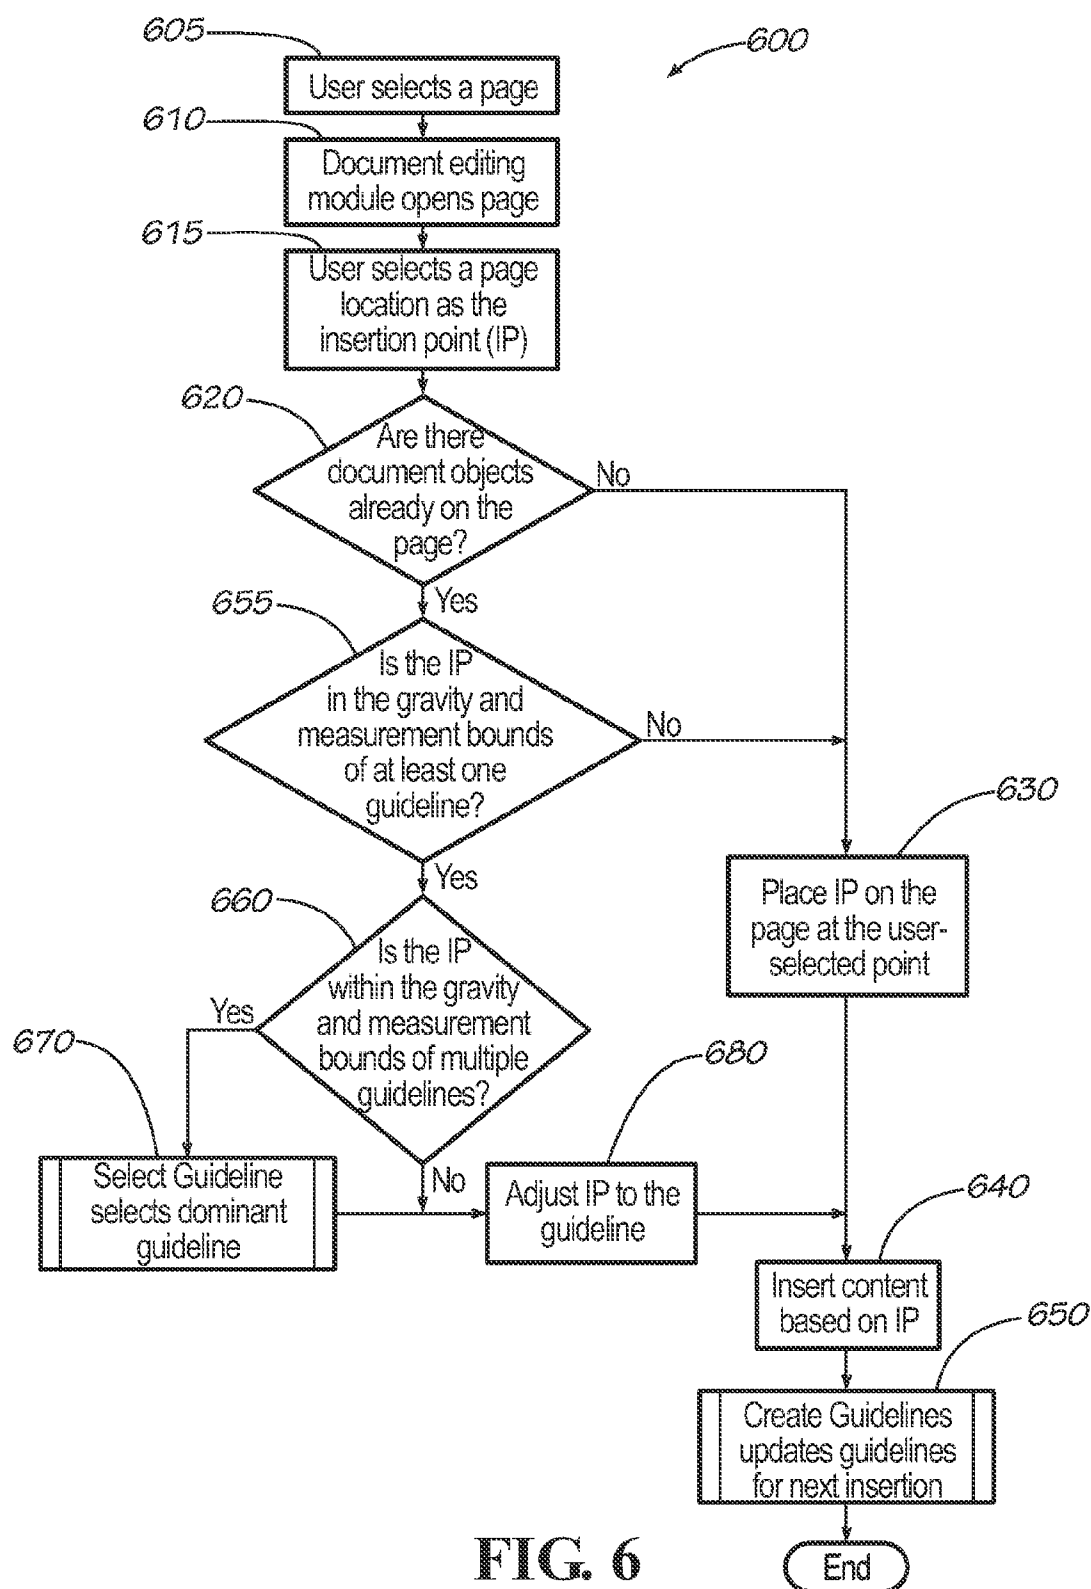 605
600
User selects a page
610
Document editing
module opens page
615
User selects a page
location as the
insertion point (IP)
620
Are there
document objects
already on the
page?
No
Yes
655
Is the IP
in the gravity and
measurement bounds
of at least one
guideline?
No
630
Yes
Place IP on the
page at the user-
selected point
660
Is the IP
within the gravity
and measurement
bounds of multiple
guidelines?
Yes
670
680
No
Select Guideline
selects dominant
guideline
Adjust IP to the
guideline
640
Insert content
based on IP
650
Create Guidelines
updates guidelines
for next insertion
End
FIG. 6